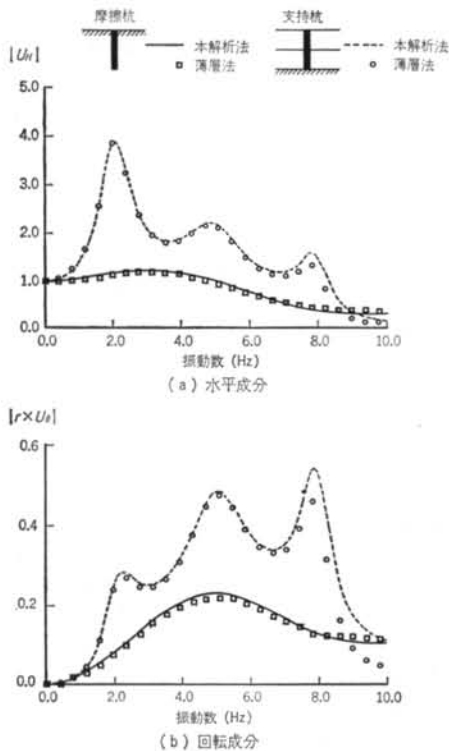 摩擦杭
支持杭
本解析法
薄層法
本解析法
薄層法
|U_H|
5.0
4.0
3.0
2.0
1.0
0.0
0.0 2.0 4.0 6.0 8.0 10.0
振動数 (Hz)
(a) 水平成分
|r×U_θ|
0.6
0.4
0.2
0.0
0.0 2.0 4.0 6.0 8.0 10.0
振動数 (Hz)
(b) 回転成分